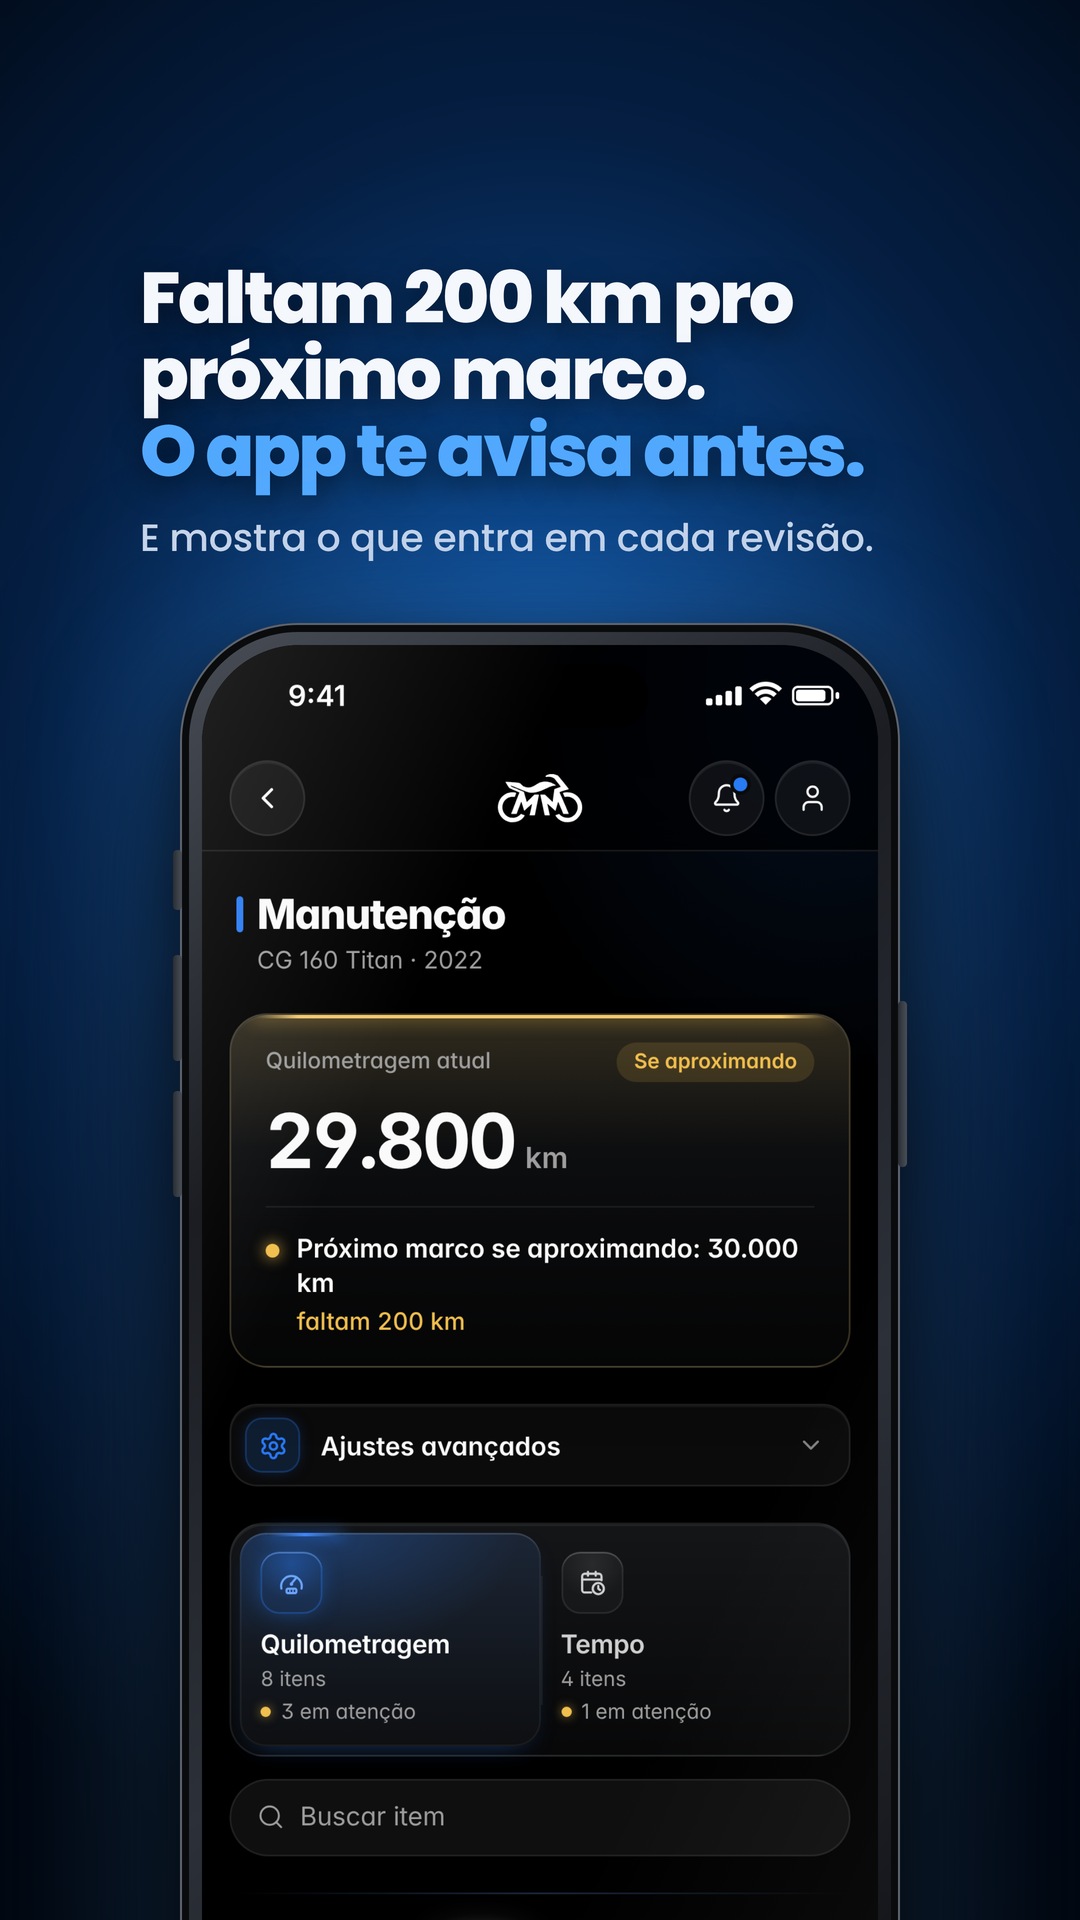 Faltam 200 km pro
próximo marco.
O app te avisa antes.
E mostra o que entra em cada revisão.
9:41
MM
Manutenção
CG 160 Titan · 2022
Quilometragem atual
Se aproximando
29.800 km
Próximo marco se aproximando: 30.000
km
faltam 200 km
Ajustes avançados
Quilometragem
8 itens
3 em atenção
Tempo
4 itens
1 em atenção
Buscar item